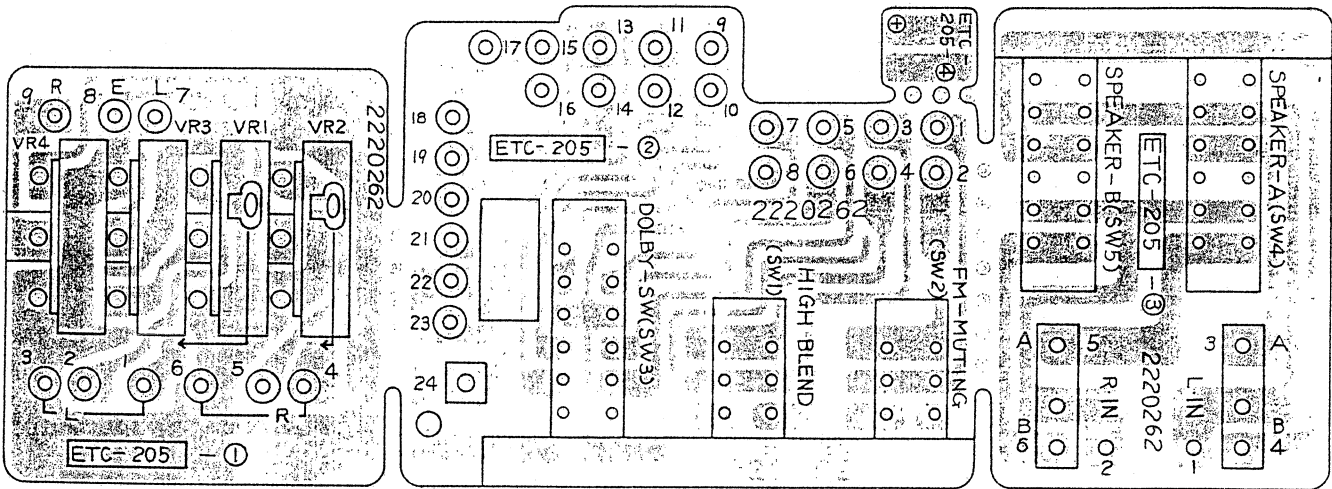 9 R 8 E L 7
VR4 VR3 VR1 VR2
2220262
3 2 1 6 5 4
L R
ETC-205 - ①
17 15 13 11 9
16 14 12 10
18
19
20
21
22
23
24
ETC-205 - ②
7 5 3 1
8 6 4 2
2220262
DOLBY-SW(SW3)
HIGH BLEND
(SW1)
FM-MUTING
(SW2)
⊕
ETC-
205-④
SPEAKER-B(SW5)
ETC-205 - ③
SPEAKER-A(SW4)
A 5 3 A
R IN 2220262 L IN
B B
6 2 1 4